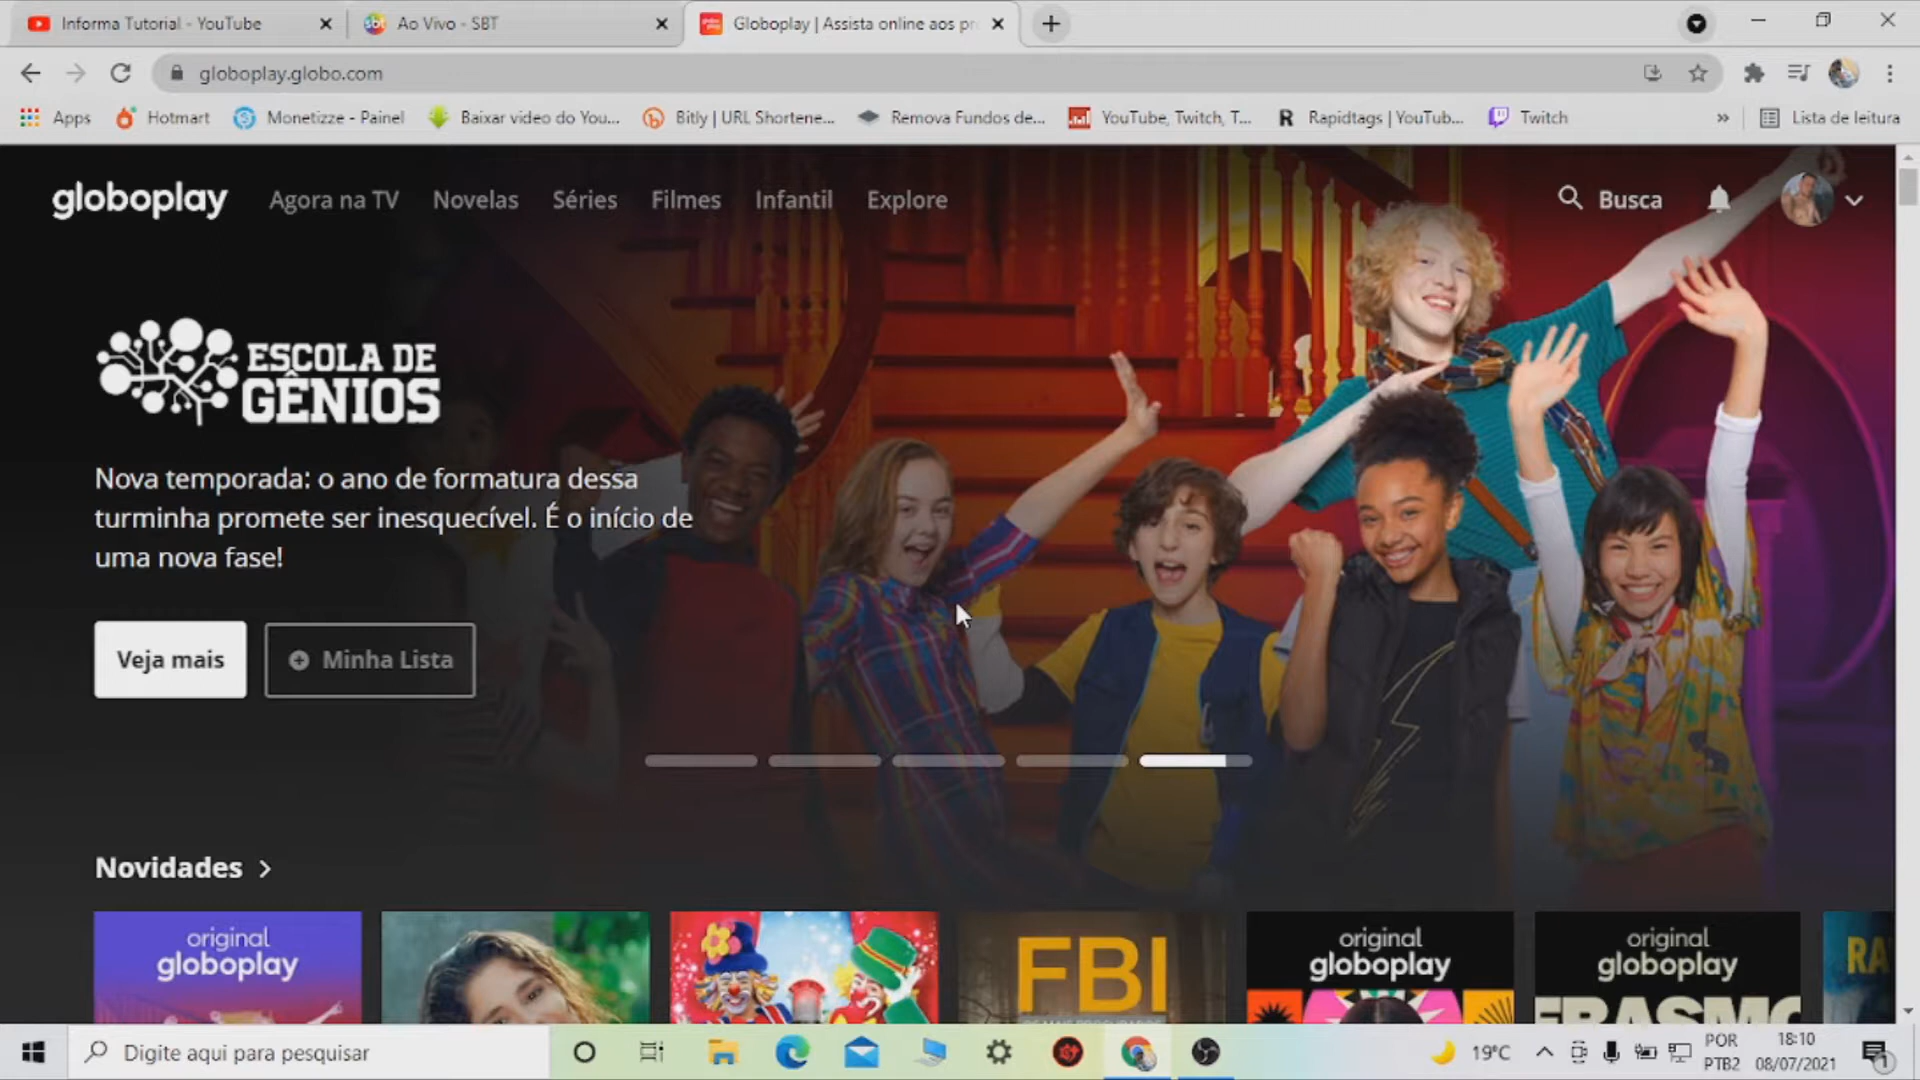 Informa Tutorial - YouTube
Ao Vivo - SBT
Globoplay | Assista online aos pr
globoplay.globo.com
Apps
Hotmart
Monetizze - Painel
Baixar video do You...
Bitly | URL Shortene...
Remova Fundos de...
YouTube, Twitch, T...
Rapidtags | YouTub...
Twitch
»
Lista de leitura
globoplay
Agora na TV
Novelas
Séries
Filmes
Infantil
Explore
Busca
ESCOLA DE
GÊNIOS
Nova temporada: o ano de formatura dessa
turminha promete ser inesquecível. É o início de
uma nova fase!
Veja mais
Minha Lista
Novidades
original
globoplay
FBI
original
globoplay
original
globoplay
ERASMO
RA
Digite aqui para pesquisar
19°C
POR
PTB2
18:10
08/07/2021
1